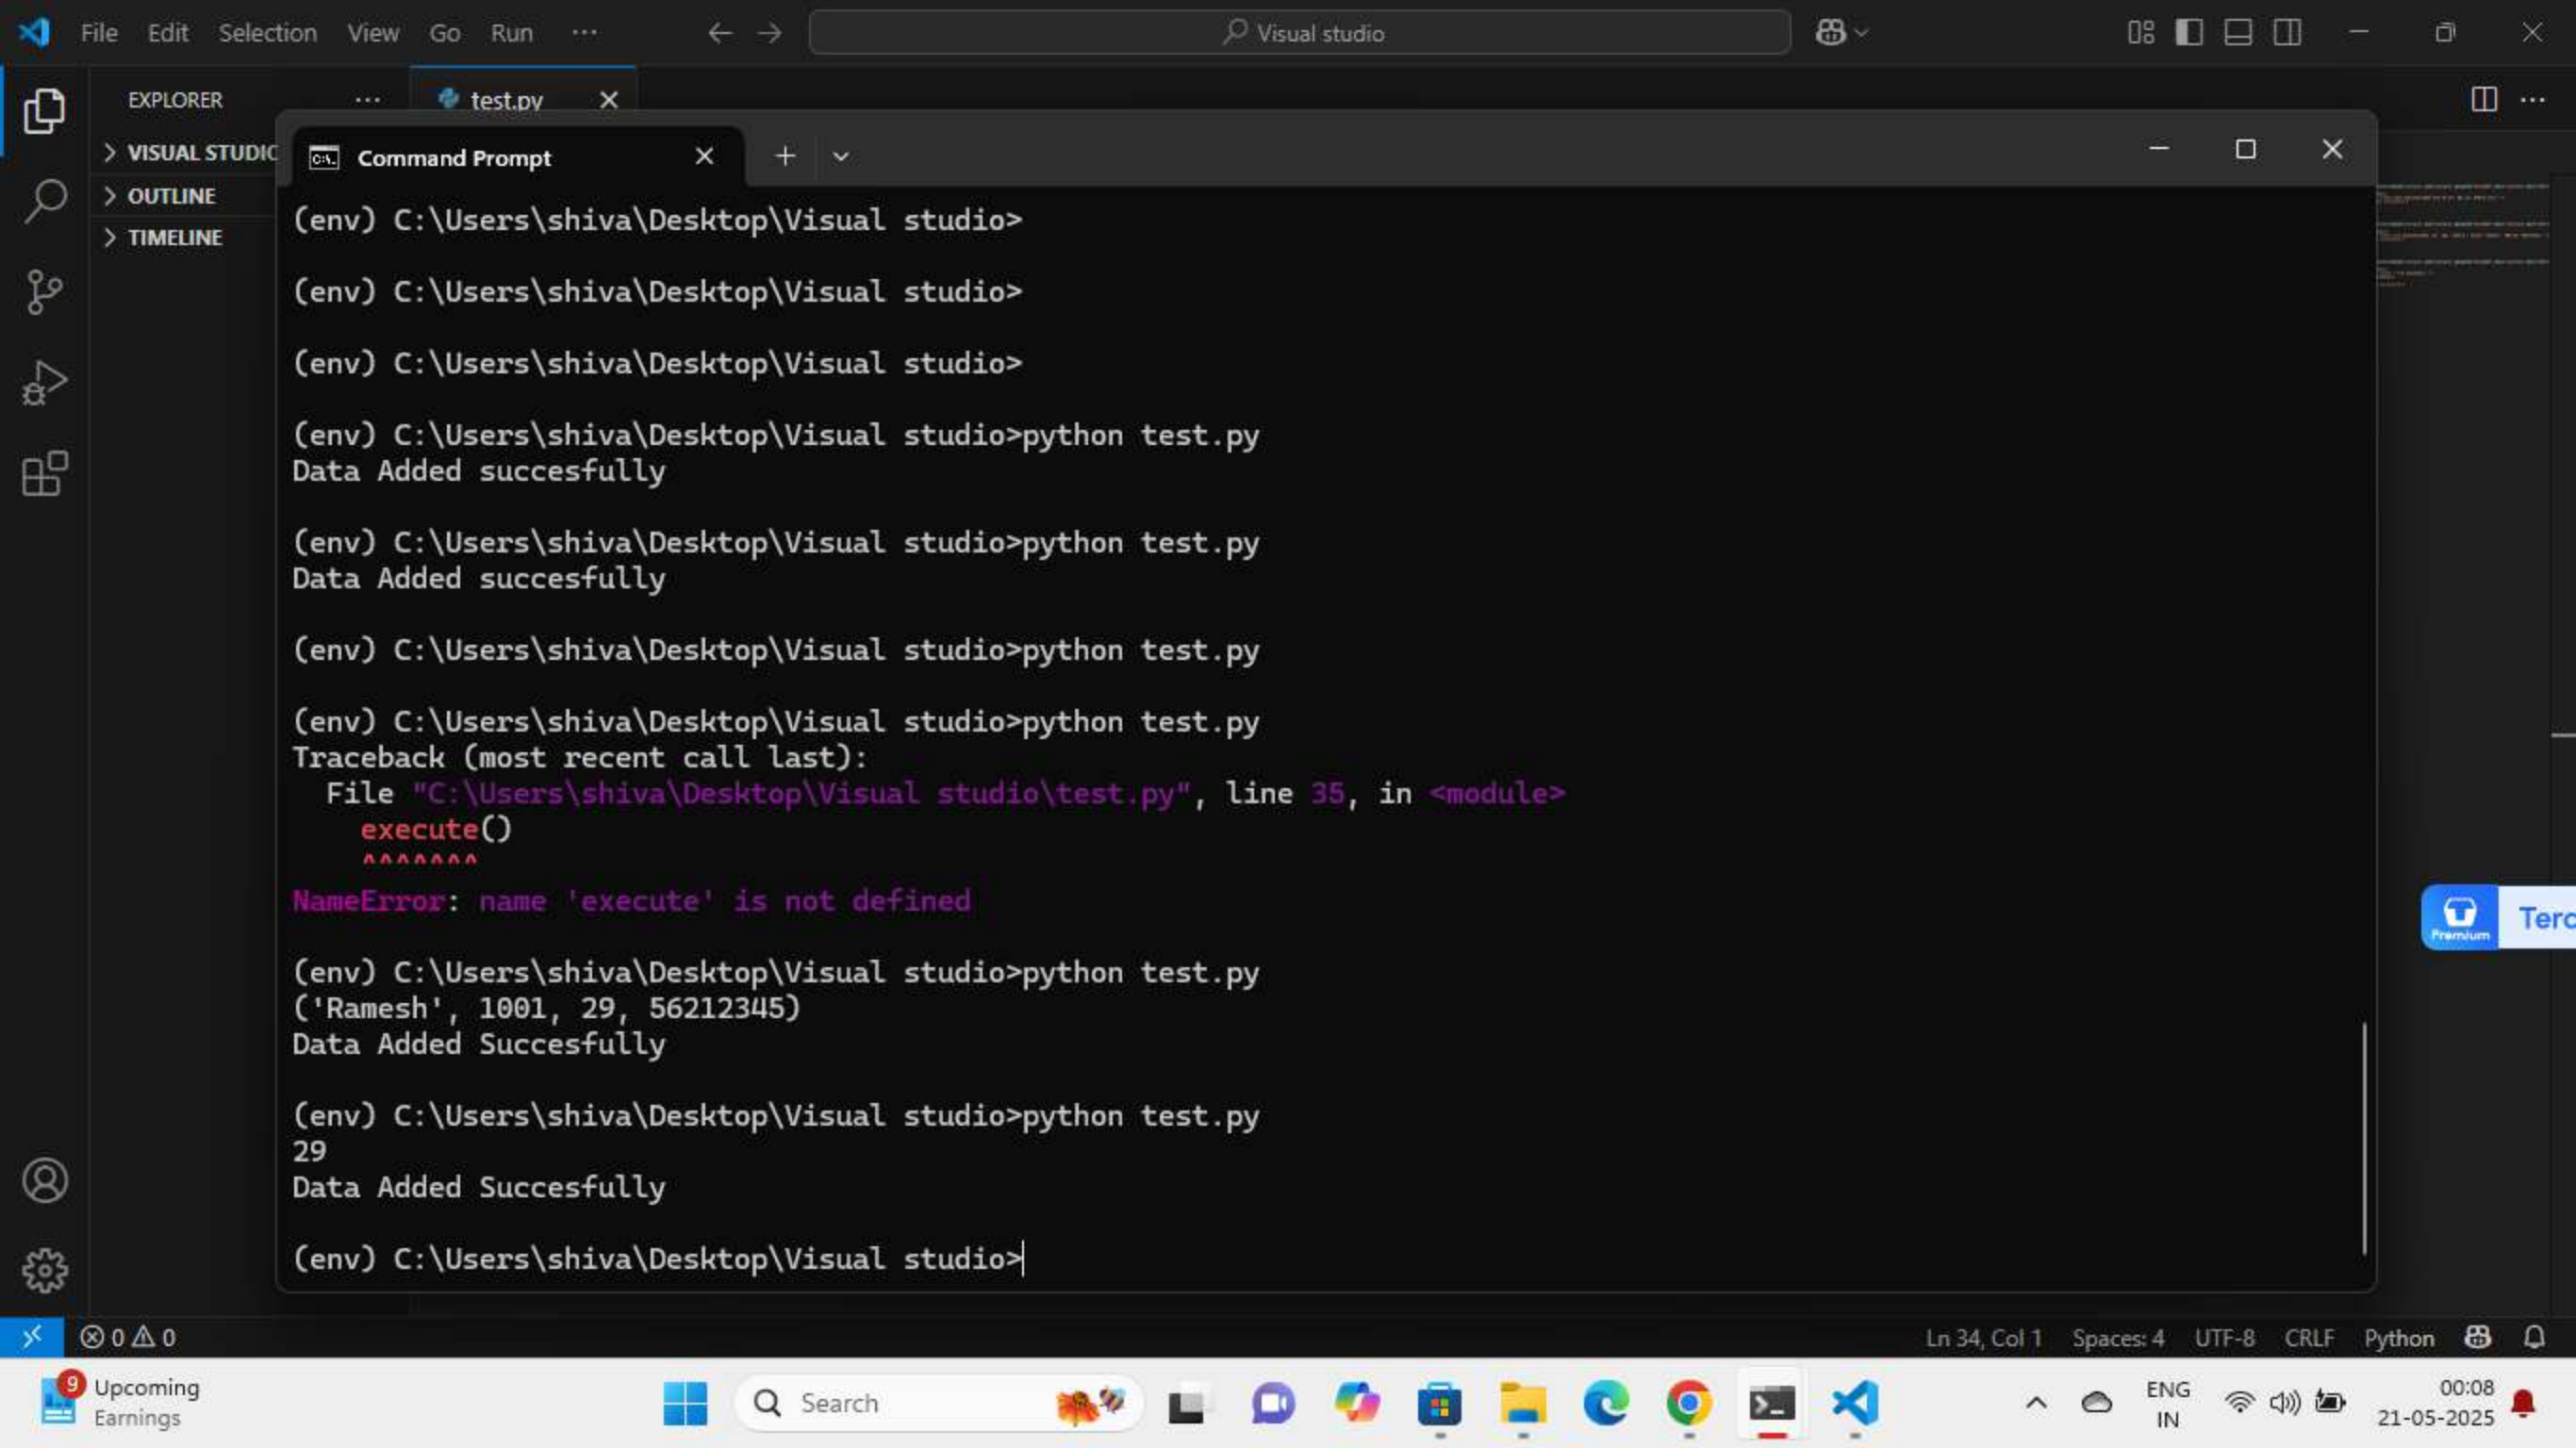 File Edit Selection View Go Run ...
Visual studio
EXPLORER ...
test.py
VISUAL STUDIO
OUTLINE
TIMELINE
Command Prompt
(env) C:\Users\shiva\Desktop\Visual studio>
(env) C:\Users\shiva\Desktop\Visual studio>
(env) C:\Users\shiva\Desktop\Visual studio>
(env) C:\Users\shiva\Desktop\Visual studio>python test.py
Data Added succesfully
(env) C:\Users\shiva\Desktop\Visual studio>python test.py
Data Added succesfully
(env) C:\Users\shiva\Desktop\Visual studio>python test.py
(env) C:\Users\shiva\Desktop\Visual studio>python test.py
Traceback (most recent call last):
File "C:\Users\shiva\Desktop\Visual studio\test.py", line 35, in <module>
execute()
^^^^^^^
NameError: name 'execute' is not defined
(env) C:\Users\shiva\Desktop\Visual studio>python test.py
('Ramesh', 1001, 29, 56212345)
Data Added Succesfully
(env) C:\Users\shiva\Desktop\Visual studio>python test.py
29
Data Added Succesfully
(env) C:\Users\shiva\Desktop\Visual studio>
Premium
0 0
Ln 34, Col 1 Spaces: 4 UTF-8 CRLF Python
9
Upcoming
Earnings
Search
ENG
IN
00:08
21-05-2025